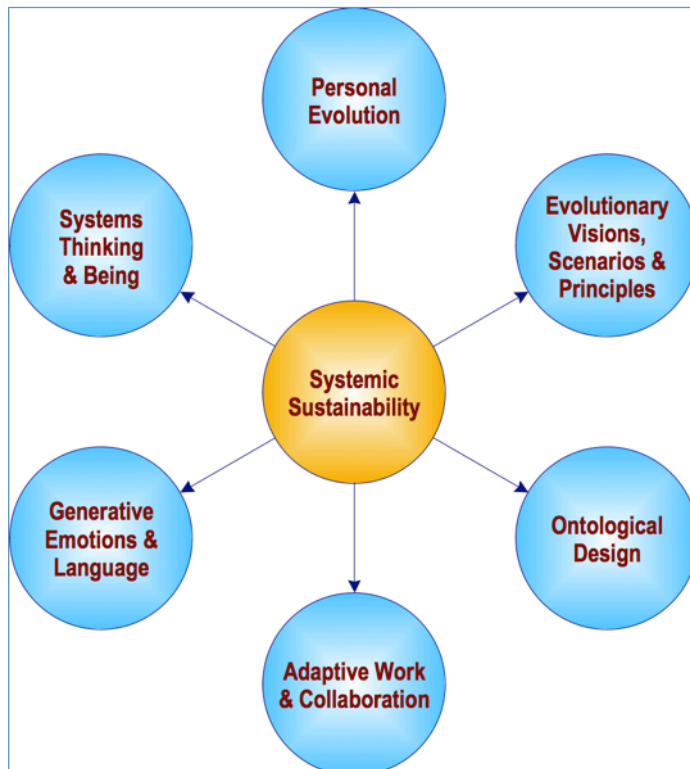 Personal
Evolution
Systems
Thinking
& Being
Evolutionary
Visions,
Scenarios &
Principles
Systemic
Sustainability
Generative
Emotions &
Language
Ontological
Design
Adaptive Work
& Collaboration